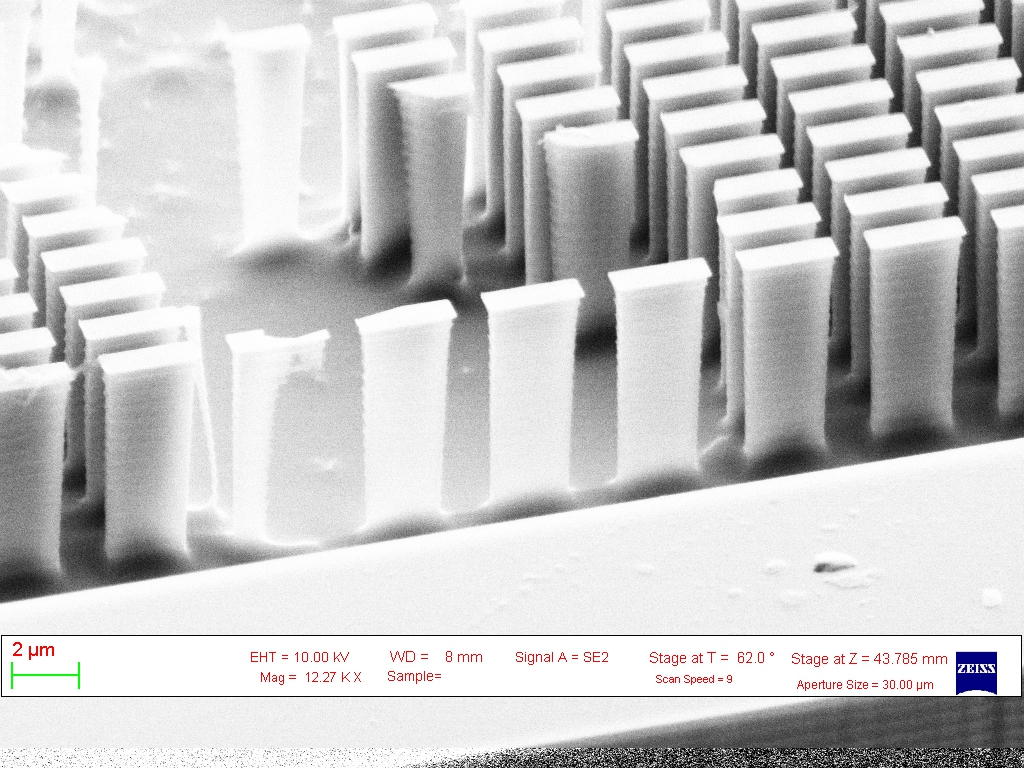 2 µm
EHT = 10.00 kV
WD = 8 mm
Signal A = SE2
Stage at T = 62.0 °
Stage at Z = 43.785 mm
Mag = 12.27 K X
Sample=
Scan Speed = 9
Aperture Size = 30.00 µm
ZEISS